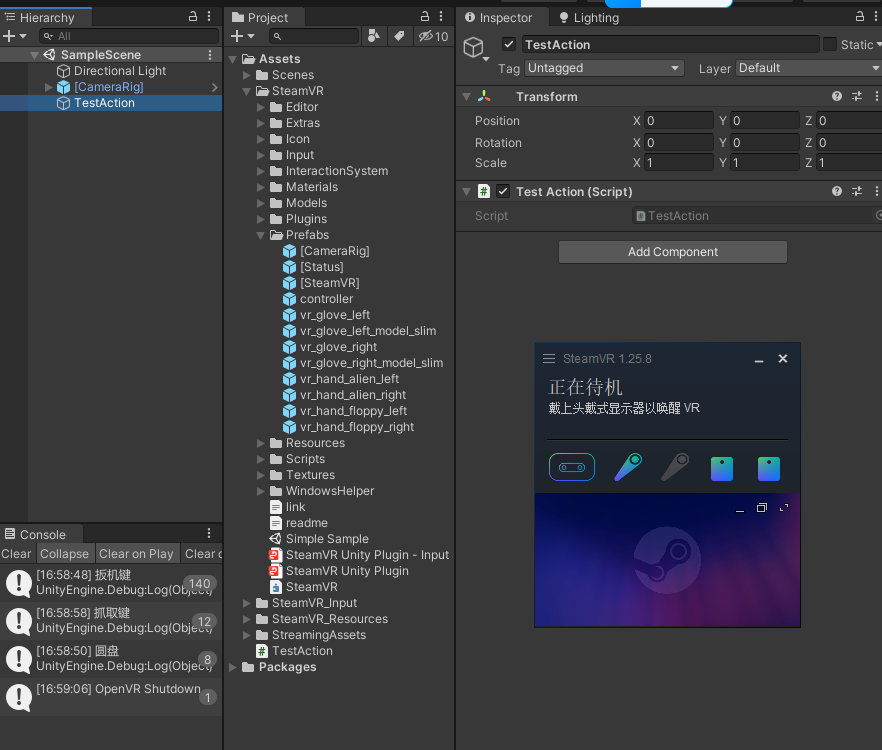 Hierarchy
All
SampleScene
Directional Light
[CameraRig]
TestAction
Console
Clear Collapse Clear on Play Clear o
[16:58:48] 扳机键
UnityEngine.Debug:Log(Object)
140
[16:58:58] 抓取键
UnityEngine.Debug:Log(Object)
12
[16:58:50] 圆盘
UnityEngine.Debug:Log(Object)
8
[16:59:06] OpenVR Shutdown
1
Project
10
Assets
Scenes
SteamVR
Editor
Extras
Icon
Input
InteractionSystem
Materials
Models
Plugins
Prefabs
[CameraRig]
[Status]
[SteamVR]
controller
vr_glove_left
vr_glove_left_model_slim
vr_glove_right
vr_glove_right_model_slim
vr_hand_alien_left
vr_hand_alien_right
vr_hand_floppy_left
vr_hand_floppy_right
Resources
Scripts
Textures
WindowsHelper
link
readme
Simple Sample
SteamVR Unity Plugin - Input
SteamVR Unity Plugin
SteamVR
SteamVR_Input
SteamVR_Resources
StreamingAssets
TestAction
Packages
Inspector Lighting
TestAction Static
Tag Untagged Layer Default
Transform
Position X 0 Y 0 Z 0
Rotation X 0 Y 0 Z 0
Scale X 1 Y 1 Z 1
Test Action (Script)
Script TestAction
Add Component
SteamVR 1.25.8
正在待机
戴上头戴式显示器以唤醒 VR